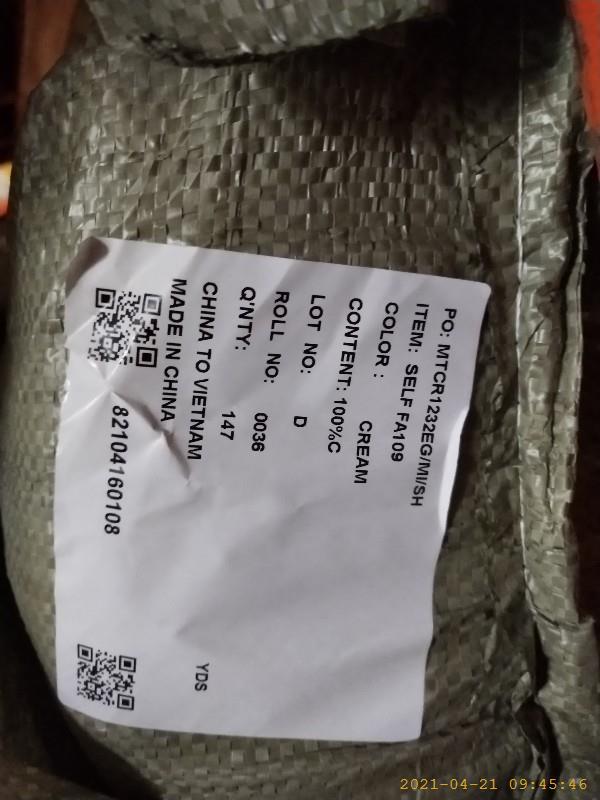 PO: MTCR1232EG/MI/SH
ITEM: SELF FA109
COLOR : CREAM
CONTENT: 100%C
LOT NO: D
ROLL NO: 0036
Q'NTY: 147 YDS
CHINA TO VIETNAM
MADE IN CHINA
82104160108
2021-04-21 09:45:46